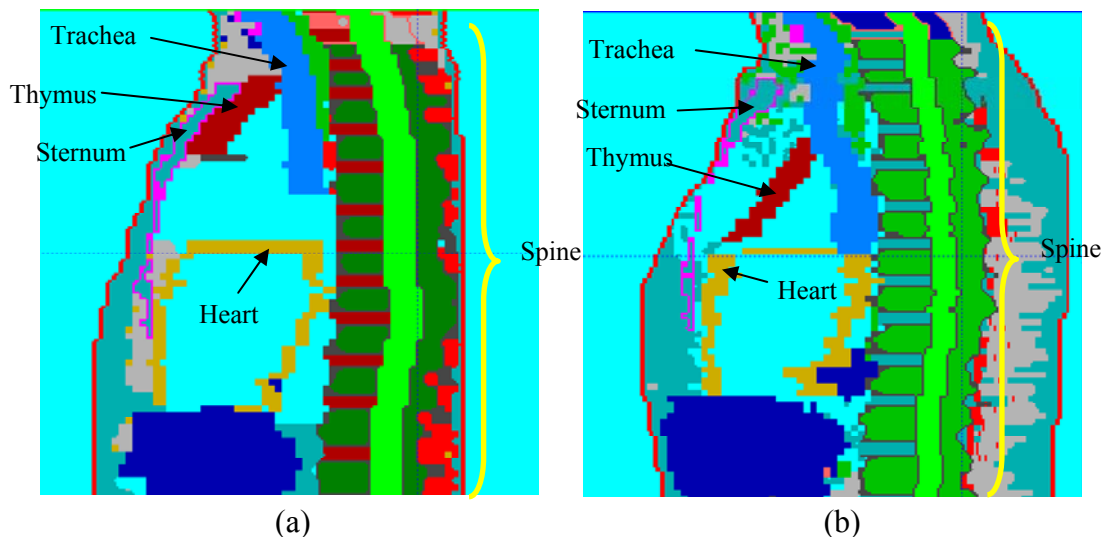 Trachea
Thymus
Sternum
Heart
Spine
(a)
Trachea
Sternum
Thymus
Heart
Spine
(b)